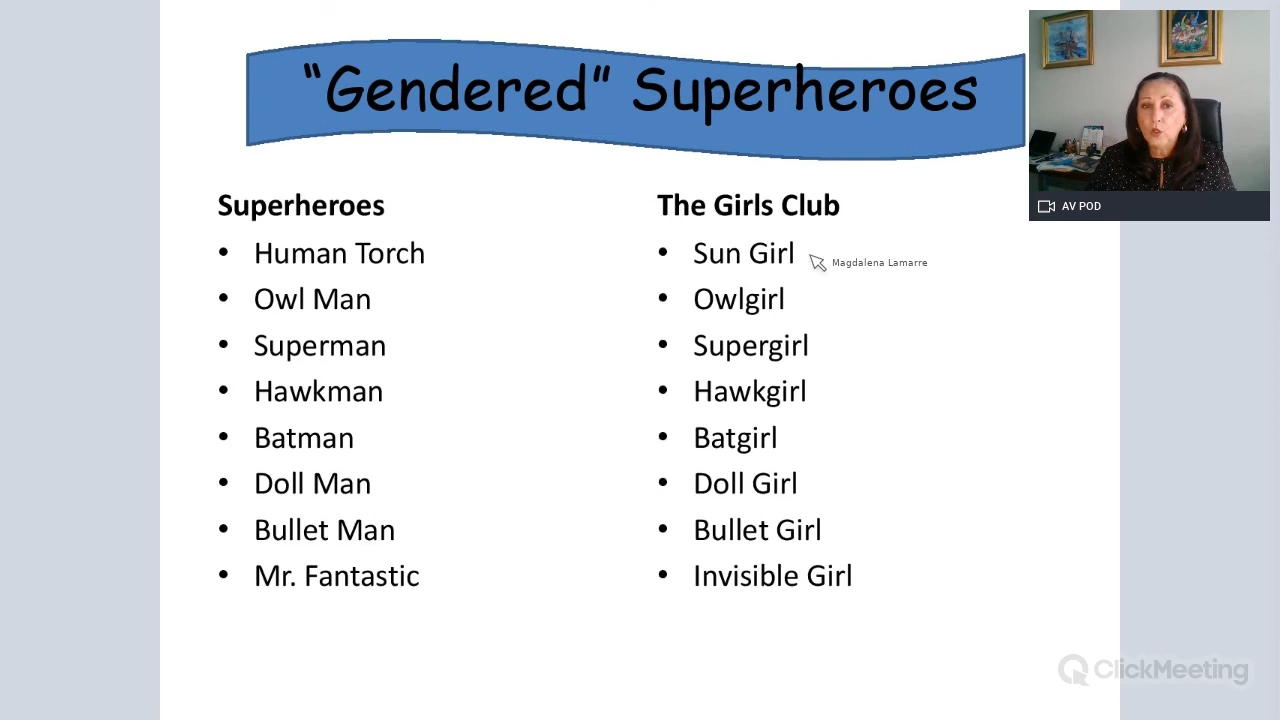 “Gendered” Superheroes
Superheroes
• Human Torch
• Owl Man
• Superman
• Hawkman
• Batman
• Doll Man
• Bullet Man
• Mr. Fantastic
The Girls Club
• Sun Girl
Magdalena Lamarre
• Owlgirl
• Supergirl
• Hawkgirl
• Batgirl
• Doll Girl
• Bullet Girl
• Invisible Girl
AV POD
ClickMeeting